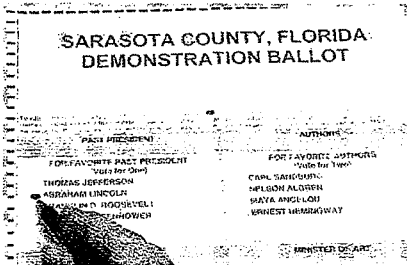 SARASOTA COUNTY, FLORIDA
DEMONSTRATION BALLOT
PAST PRESIDENT
FOR FAVORITE PAST PRESIDENT
(Vote for One)
THOMAS JEFFERSON
ABRAHAM LINCOLN
D. ROOSEVELT
AUTHORS
FOR FAVORITE AUTHORS
(Vote for Two)
CARL SANDBURG
NELSON ALGREN
MAYA ANGELOU
ERNEST HEMINGWAY
MINISTER OF ART